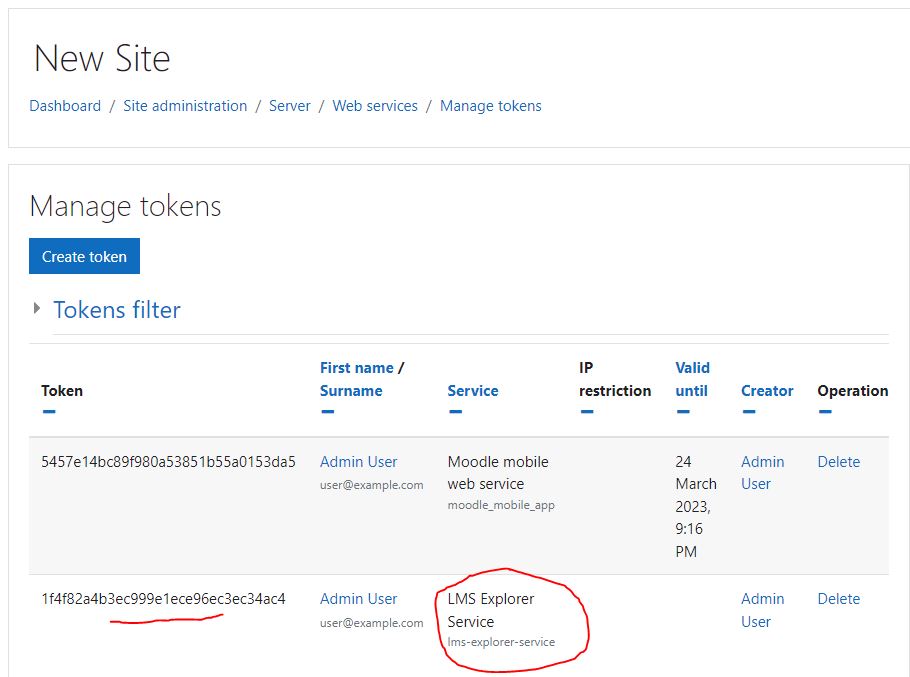 New Site
Dashboard / Site administration / Server / Web services / Manage tokens
Manage tokens
Create token
Tokens filter
Token
First name /
Surname
Service
IP
restriction
Valid
until
Creator
Operation
5457e14bc89f980a53851b55a0153da5
Admin User
user@example.com
Moodle mobile
web service
moodle_mobile_app
24
March
2023,
9:16
PM
Admin
User
Delete
1f4f82a4b3ec999e1ece96ec3ec34ac4
Admin User
user@example.com
LMS Explorer
Service
lms-explorer-service
Admin
User
Delete